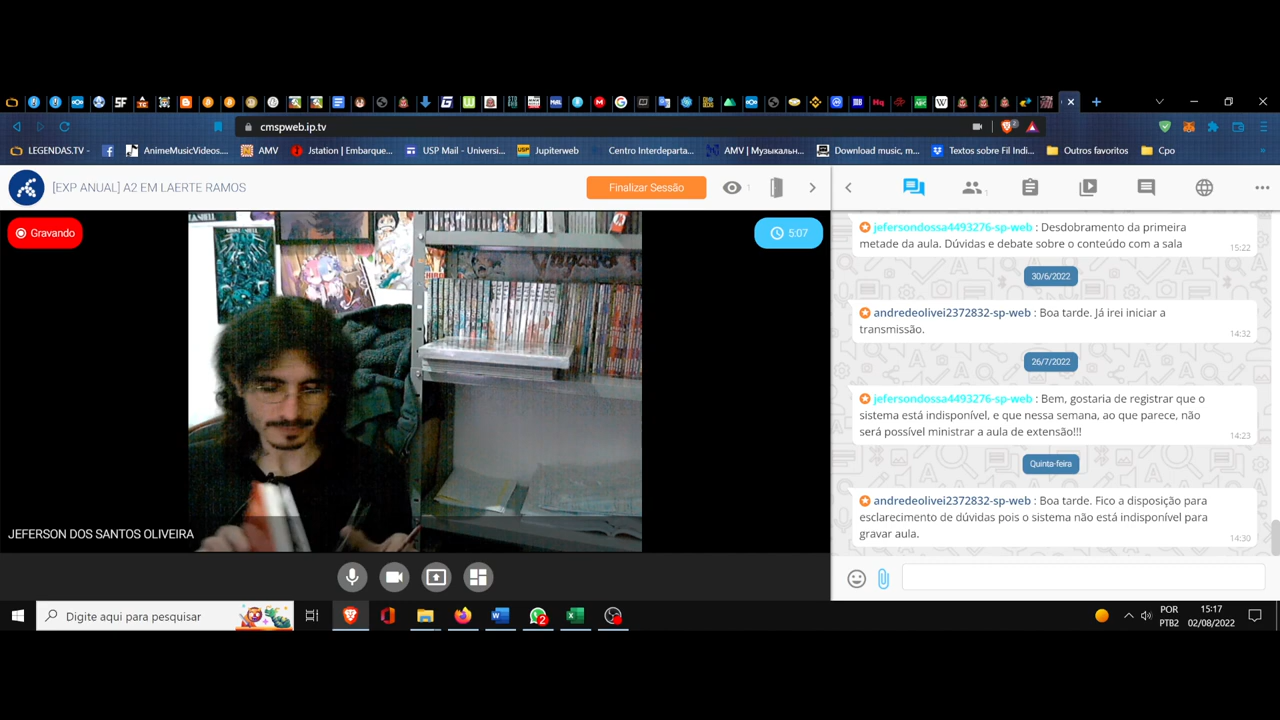 cmspweb.ip.tv
LEGENDAS.TV -
AnimeMusicVideos....
AMV
Jstation | Embarque...
USP Mail - Universi...
Jupiterweb
Centro Interdeparta...
AMV | Музыкальн...
Download music, m...
Textos sobre Fil Indi...
Outros favoritos
Cpo
[EXP ANUAL] A2 EM LAERTE RAMOS
Finalizar Sessão
1
1
Gravando
5:07
JEFERSON DOS SANTOS OLIVEIRA
jefersondossa4493276-sp-web : Desdobramento da primeira
metade da aula. Dúvidas e debate sobre o conteúdo com a sala
15:22
30/6/2022
andredeolivei2372832-sp-web : Boa tarde. Já irei iniciar a
transmissão.
14:32
26/7/2022
jefersondossa4493276-sp-web : Bem, gostaria de registrar que o
sistema está indisponível, e que nessa semana, ao que parece, não
será possível ministrar a aula de extensão!!!
14:23
Quinta-feira
andredeolivei2372832-sp-web : Boa tarde. Fico a disposição para
esclarecimento de dúvidas pois o sistema não está indisponível para
gravar aula.
14:30
Digite aqui para pesquisar
2
POR
PTB2
15:17
02/08/2022